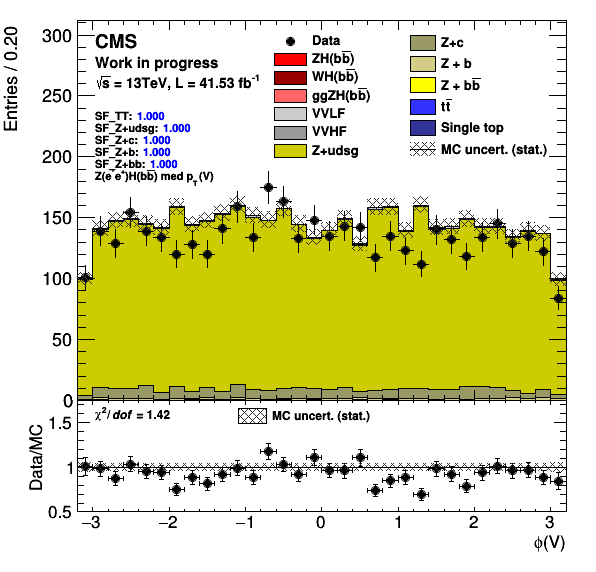 CMS
Work in progress
√s = 13TeV, L = 41.53 fb⁻¹
SF_TT: 1.000
SF_Z+udsg: 1.000
SF_Z+c: 1.000
SF_Z+b: 1.000
SF_Z+bb: 1.000
Z(e⁻e⁺)H(bb̅) med p_T(V)
Data
ZH(bb̅)
WH(bb̅)
ggZH(bb̅)
VVLF
VVHF
Z+udsg
Z+c
Z + b
Z + bb̅
tt̅
Single top
MC uncert. (stat.)
Entries / 0.20
300
250
200
150
100
50
0
χ²/dof = 1.42
MC uncert. (stat.)
Data/MC
1.5
1
0.5
−3 −2 −1 0 1 2 3
ϕ(V)